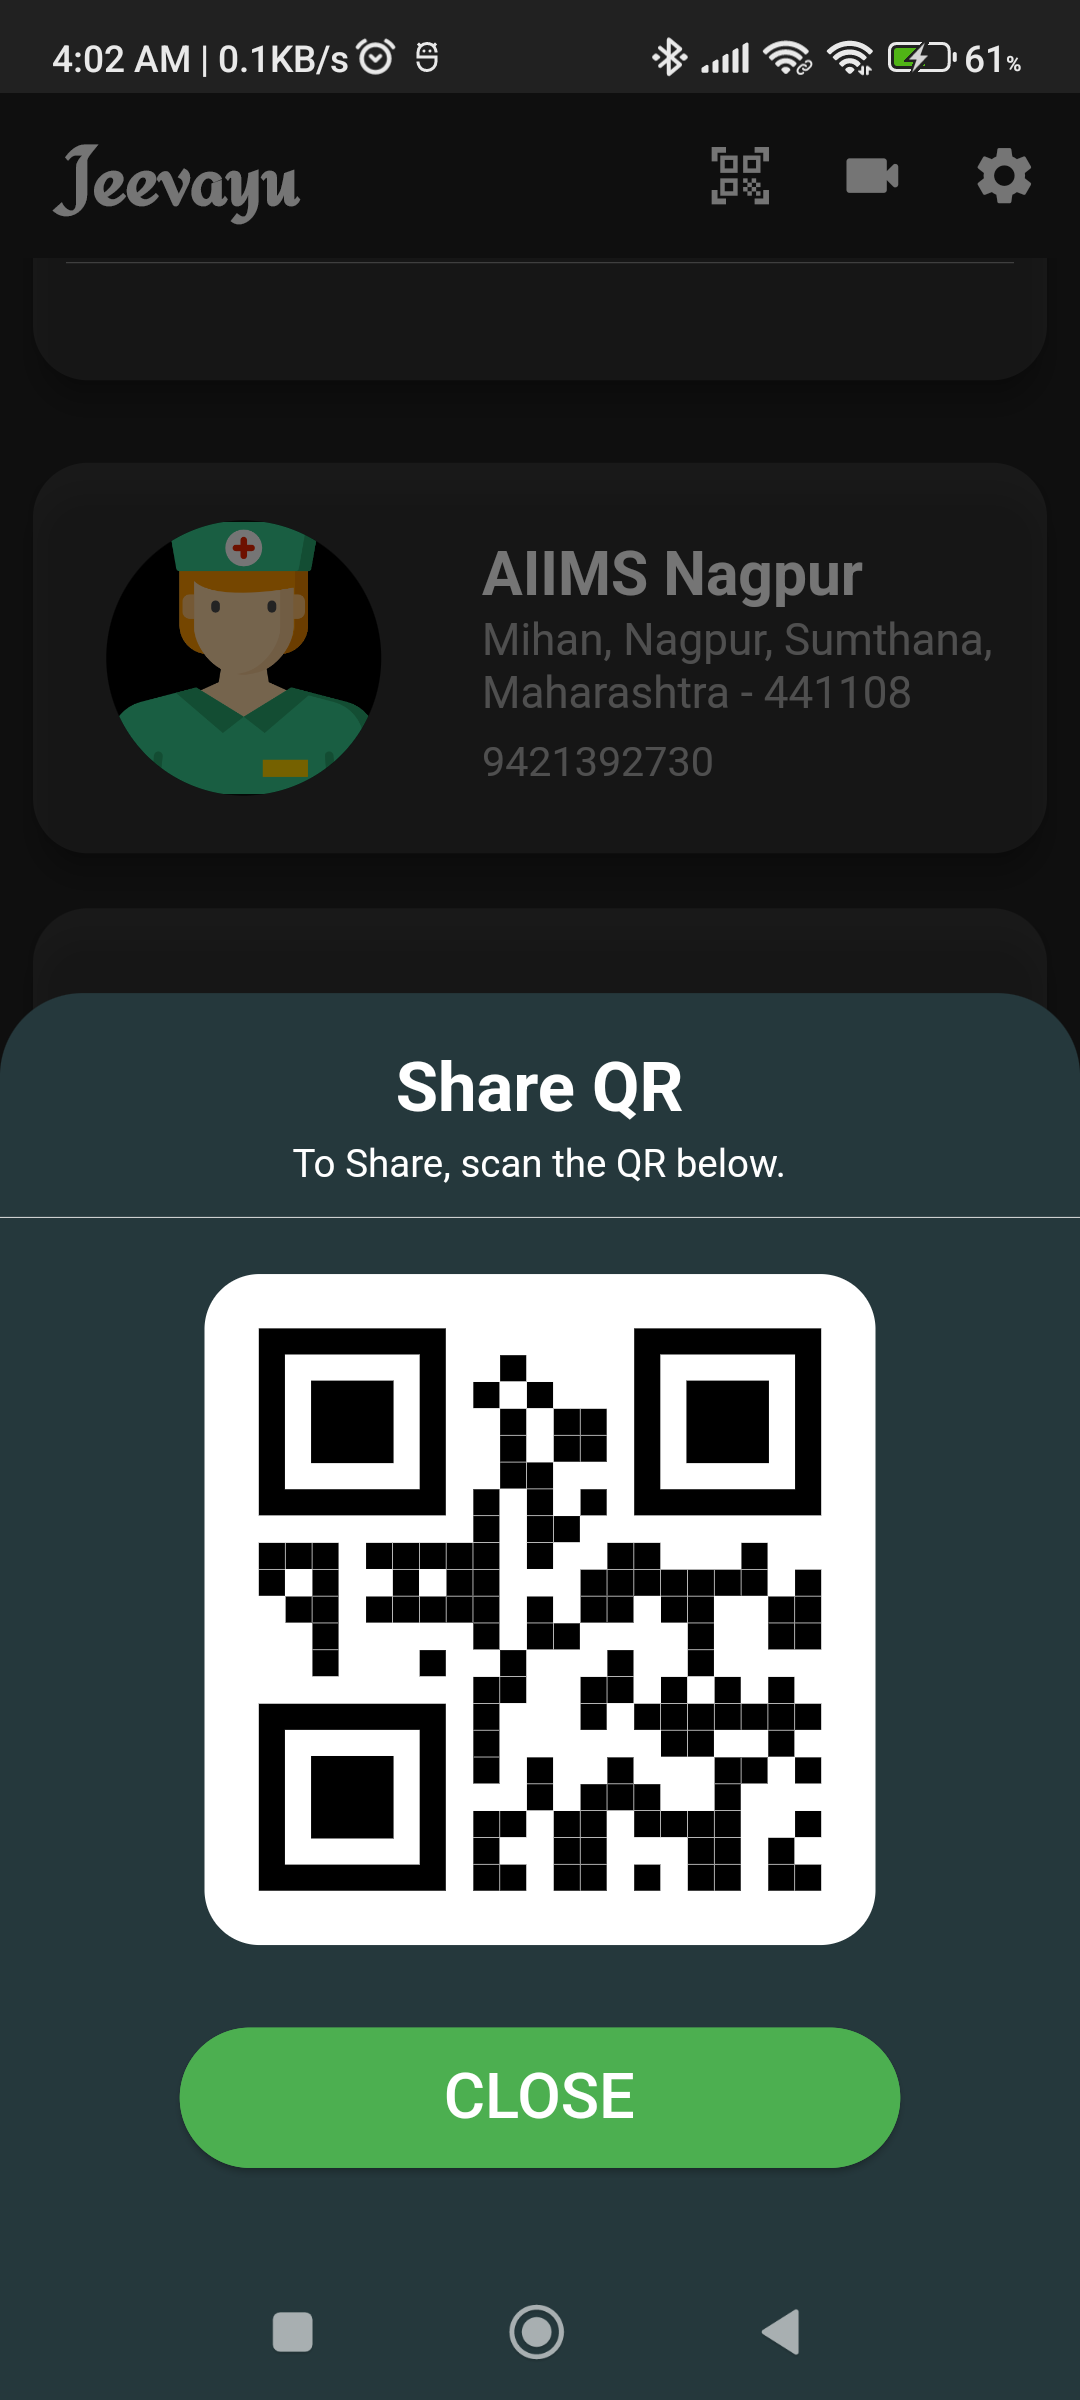 4:02 AM | 0.1KB/s
61%
Jeevayu
AIIMS Nagpur
Mihan, Nagpur, Sumthana,
Maharashtra - 441108
9421392730
Share QR
To Share, scan the QR below.
CLOSE